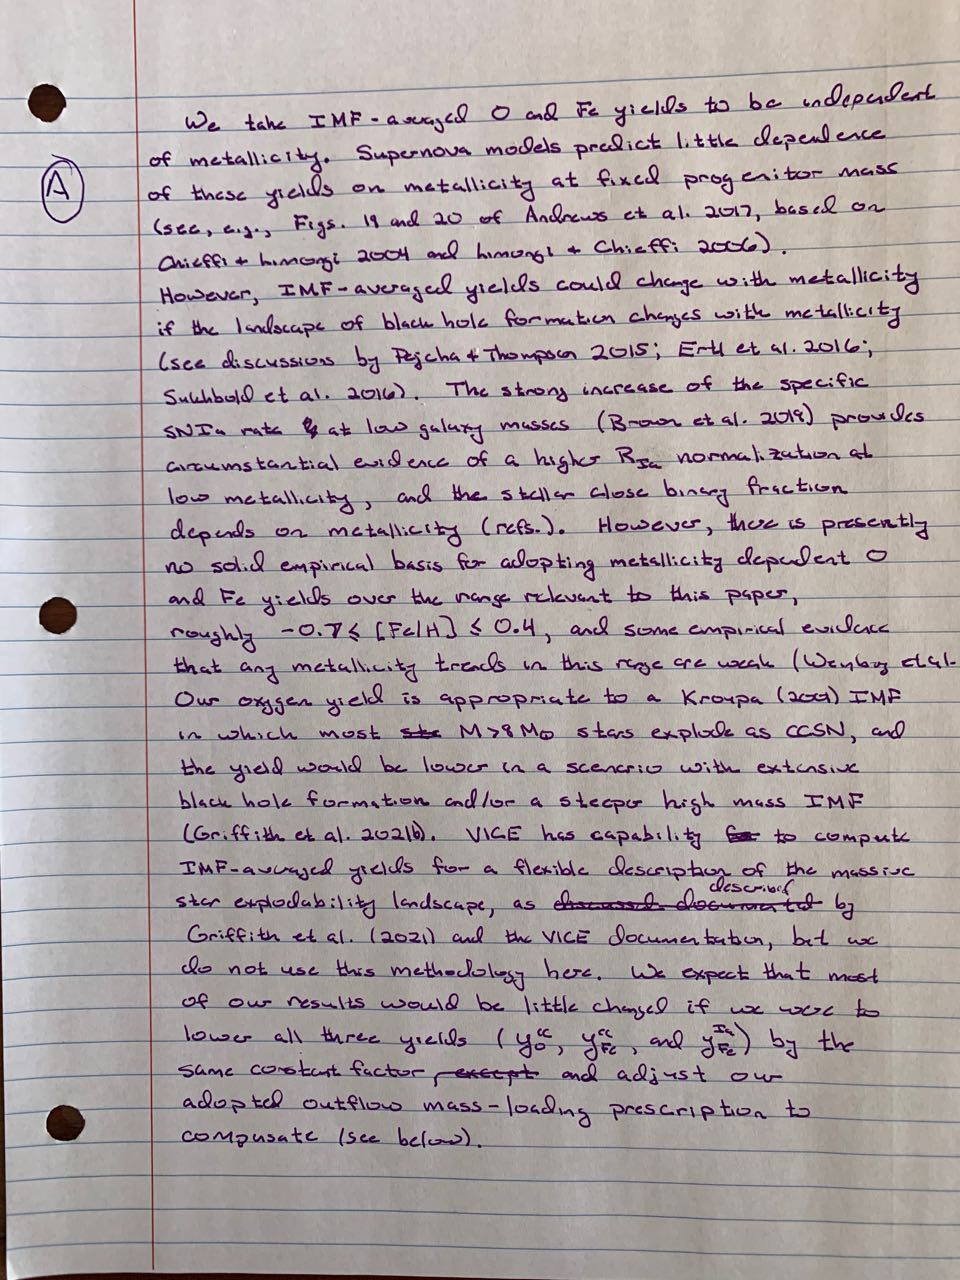 We take IMF-averaged O and Fe yields to be independent
of metallicity. Supernova models predict little dependence
A
of these yields on metallicity at fixed progenitor mass
(see, e.g., Figs. 19 and 20 of Andrews et al. 2017, based on
Chieffi + Limongi 2004 and Limongi + Chieffi 2006).
However, IMF-averaged yields could change with metallicity
if the landscape of black hole formation changes with metallicity
(see discussions by Pejcha + Thompson 2015; Ertl et al. 2016;
Sukhbold et al. 2016). The strong increase of the specific
SNIa rate at low galaxy masses (Brown et al. 2019) provides
circumstantial evidence of a higher R_Ia normalization at
low metallicity, and the stellar close binary fraction
depends on metallicity (refs.). However, there is presently
no solid empirical basis for adopting metallicity dependent O
and Fe yields over the range relevant to this paper,
roughly -0.7 ≤ [Fe/H] ≤ 0.4, and some empirical evidence
that any metallicity trends in this range are weak (Weinberg et al.
Our oxygen yield is appropriate to a Kroupa (2001) IMF
in which most M>8 M⊙ stars explode as CCSN, and
the yield would be lower in a scenario with extensive
black hole formation and/or a steeper high mass IMF
(Griffith et al. 2021b). VICE has capability to compute
IMF-averaged yields for a flexible description of the massive
star explodability landscape, as described by
Griffith et al. (2021) and the VICE documentation, but we
do not use this methodology here. We expect that most
of our results would be little changed if we were to
lower all three yields (y_O^cc, y_Fe^cc, and y_Fe^Ia) by the
same constant factor, and adjust our
adopted outflow mass-loading prescription to
compensate (see below).